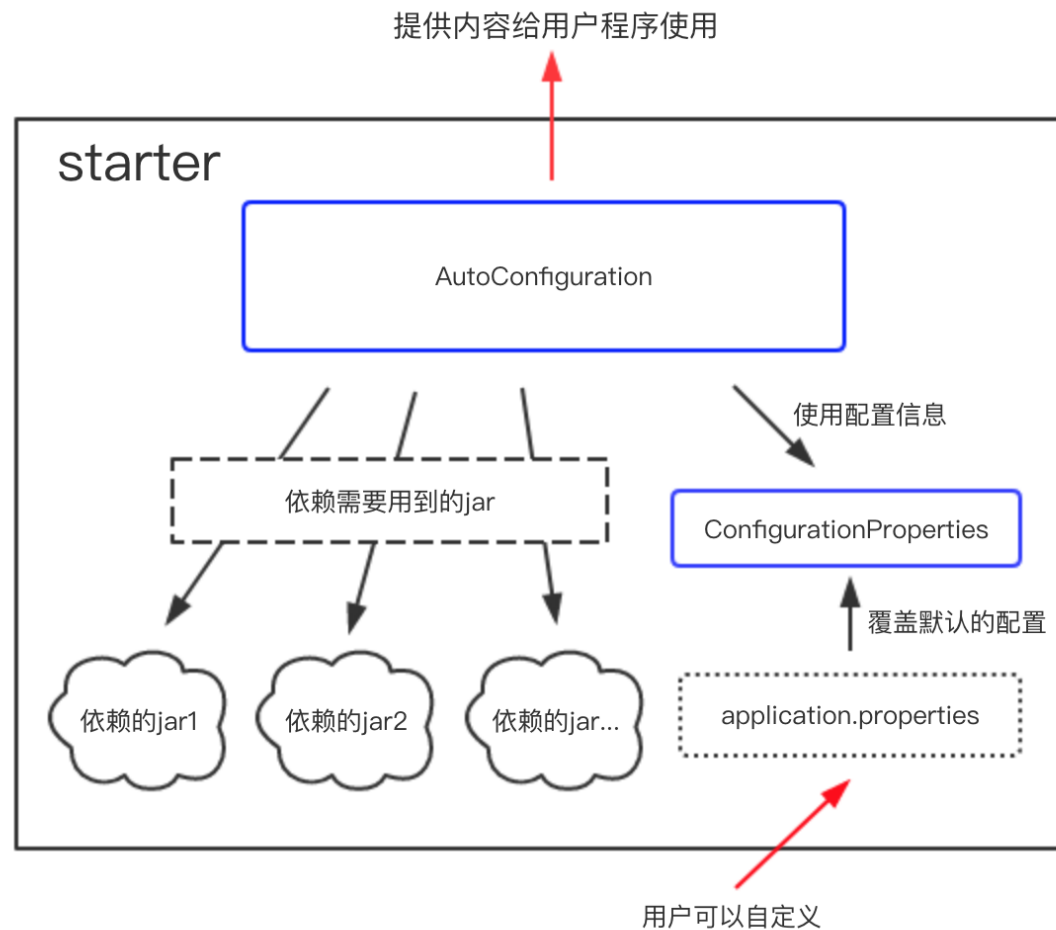 提供内容给用户程序使用
starter
AutoConfiguration
使用配置信息
依赖需要用到的jar
ConfigurationProperties
覆盖默认的配置
依赖的jar1
依赖的jar2
依赖的jar...
application.properties
用户可以自定义